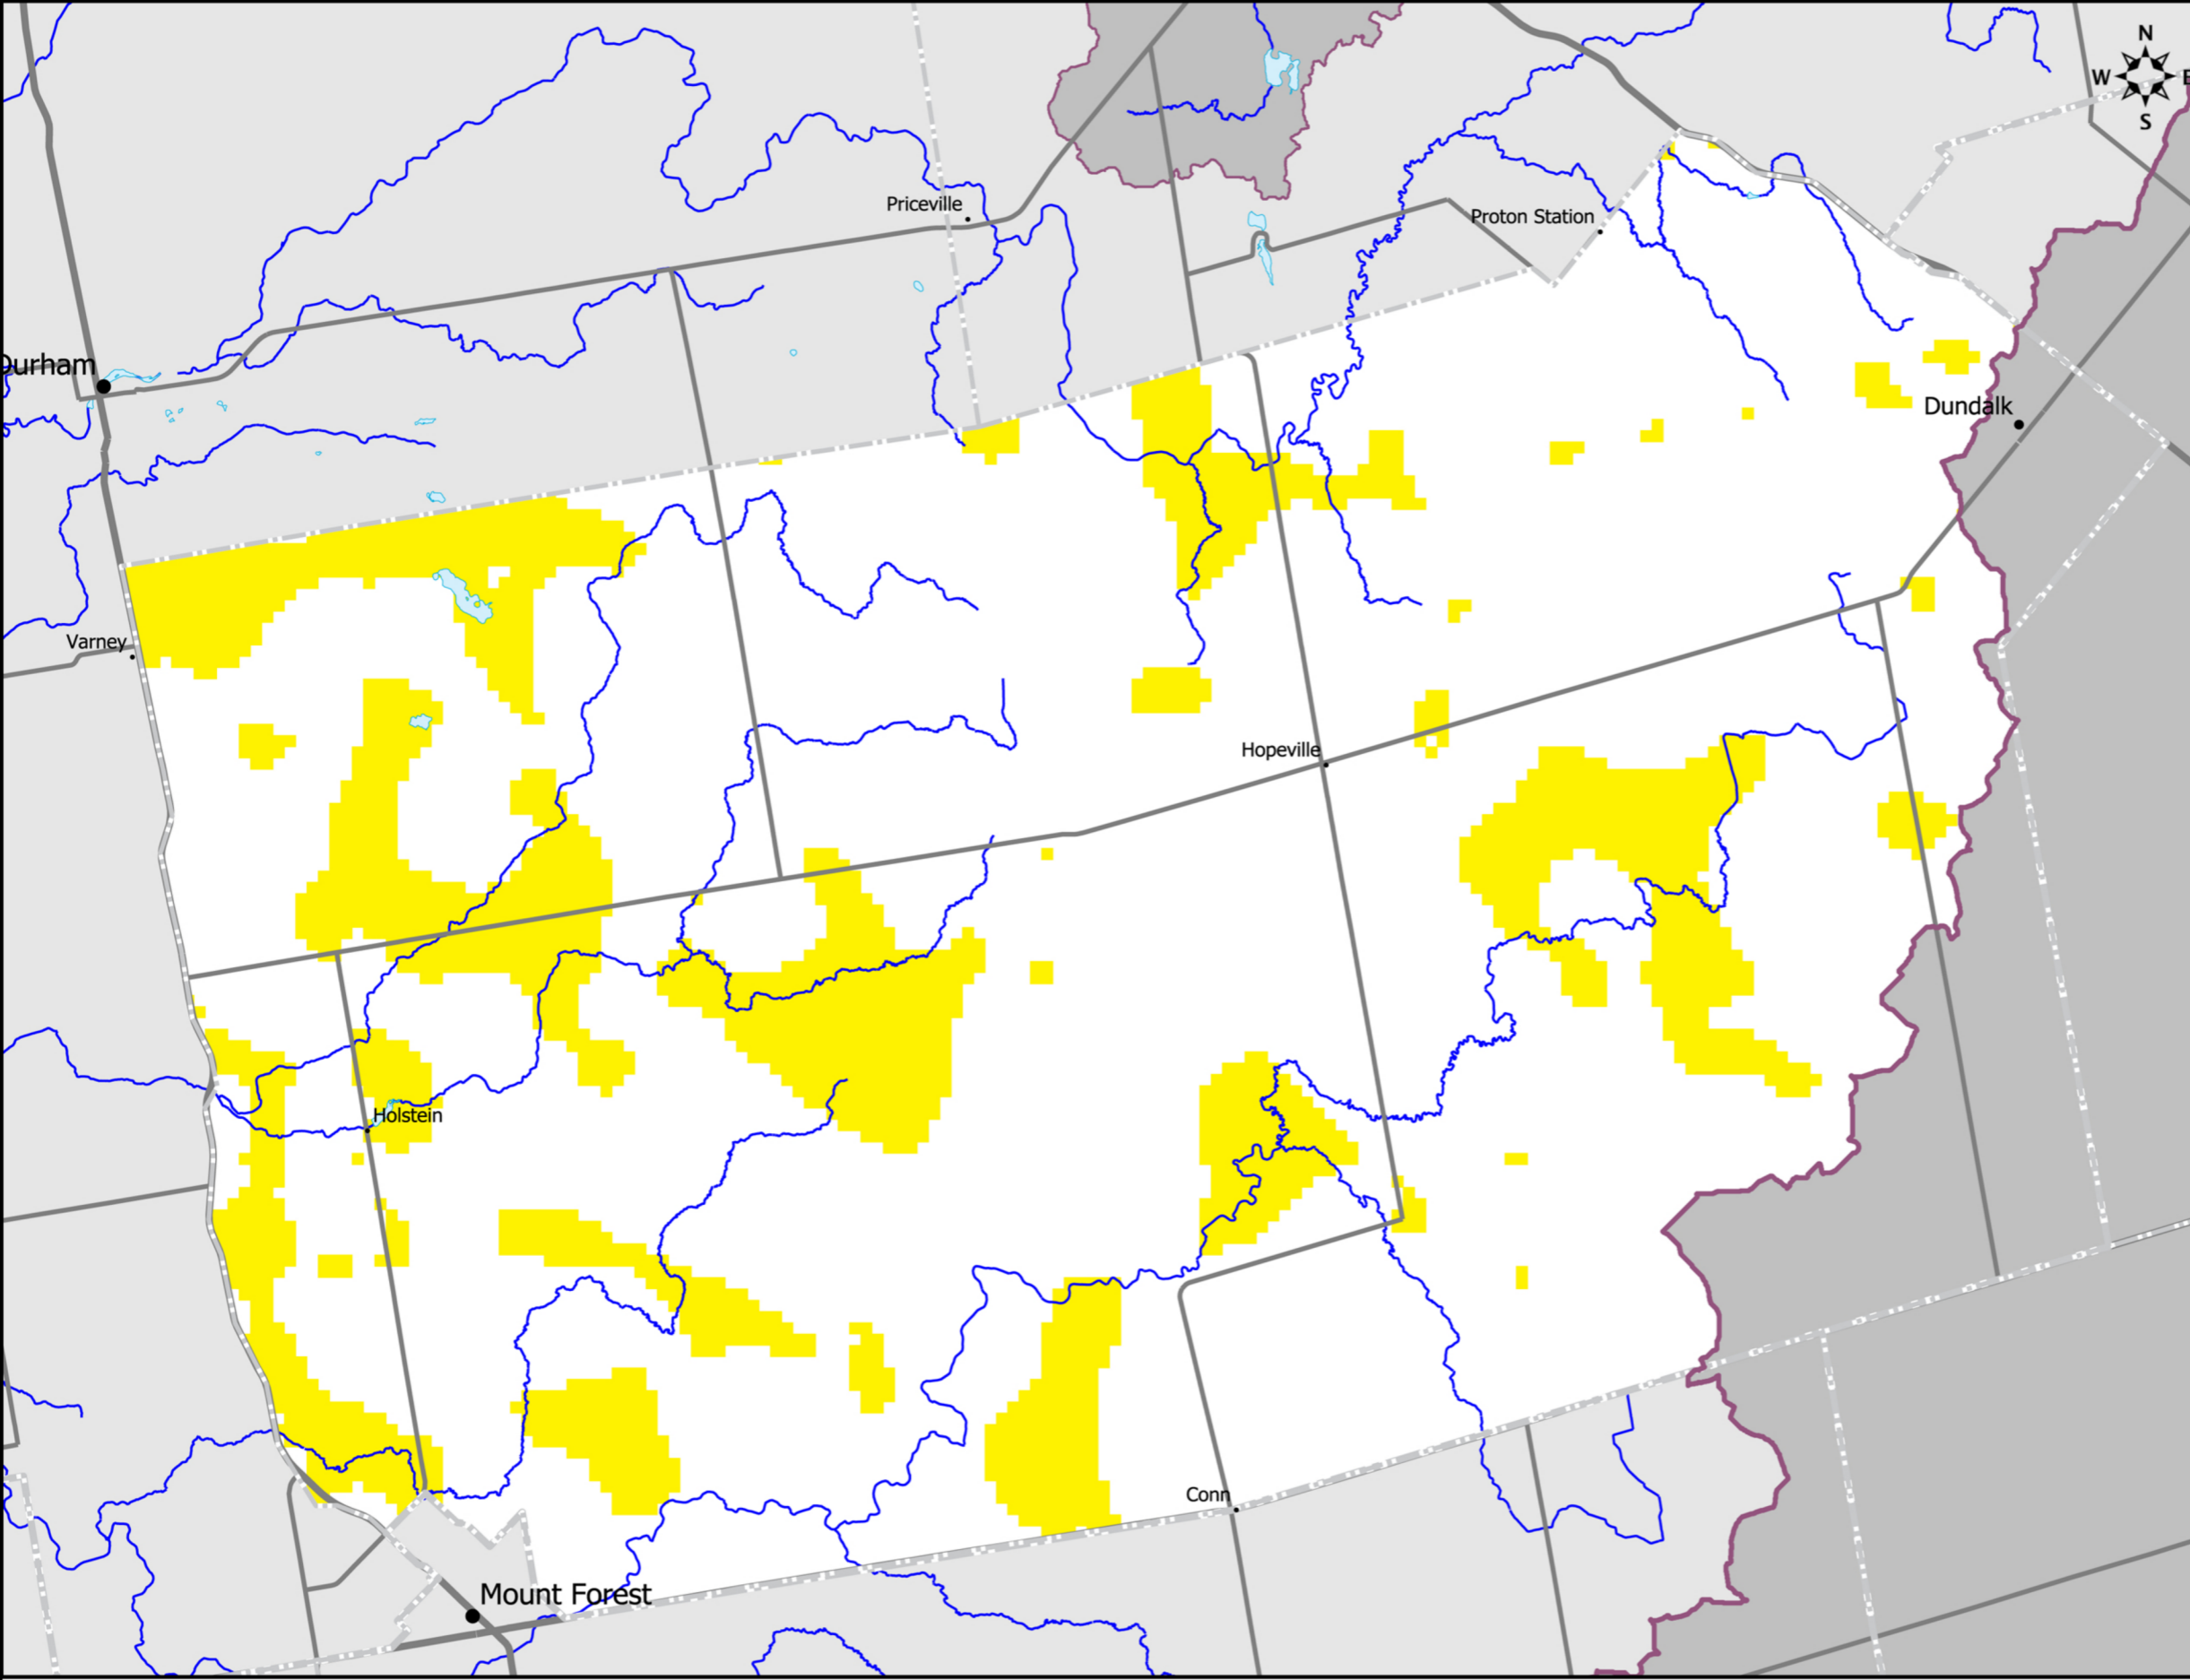 N
W E
S
Priceville
Proton Station
Durham
Dundalk
Varney
Hopeville
Holstein
Conn
Mount Forest